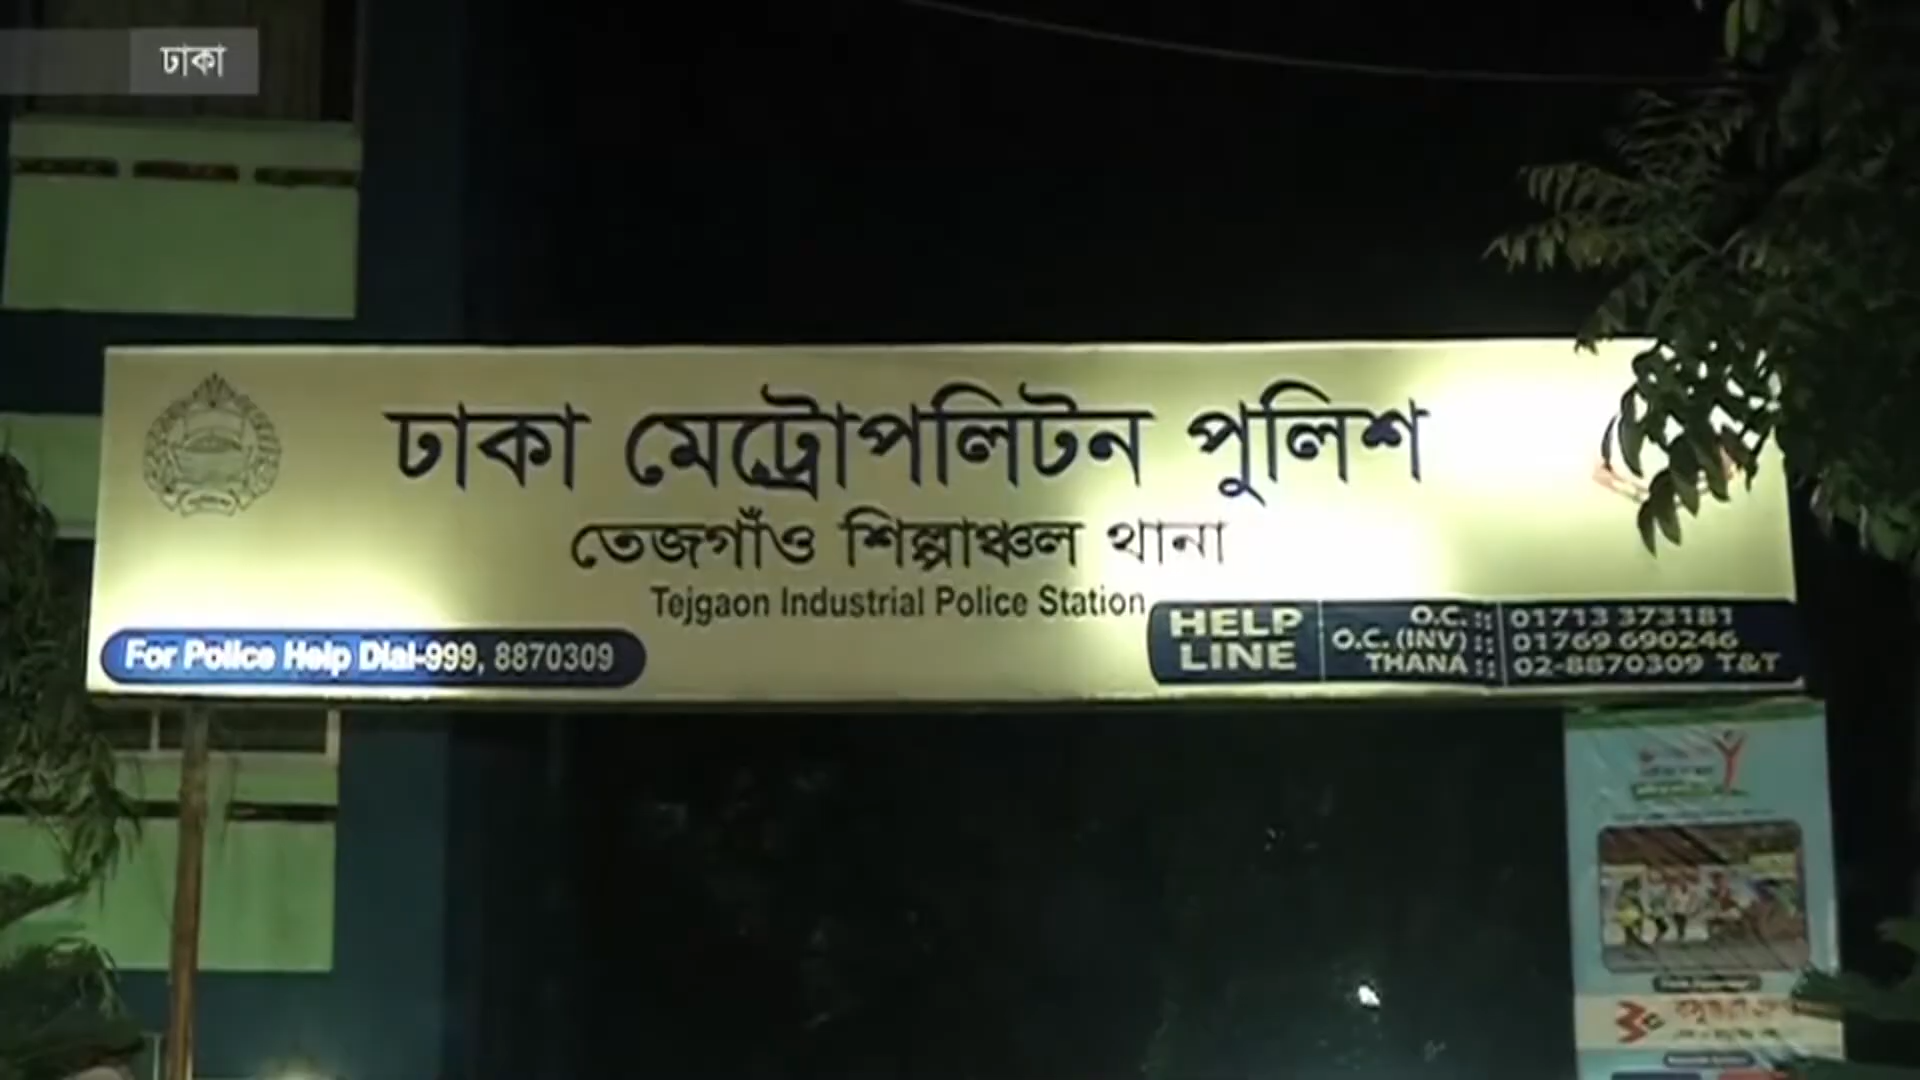 ঢাকা
ঢাকা মেট্রোপলিটন পুলিশ
তেজগাঁও শিল্পাঞ্চল থানা
Tejgaon Industrial Police Station
For Police Help Dial-999, 8870309
HELP LINE
O.C. :: 01713 373181
O.C. (INV) :: 01769 690246
THANA :: 02-8870309 T&T